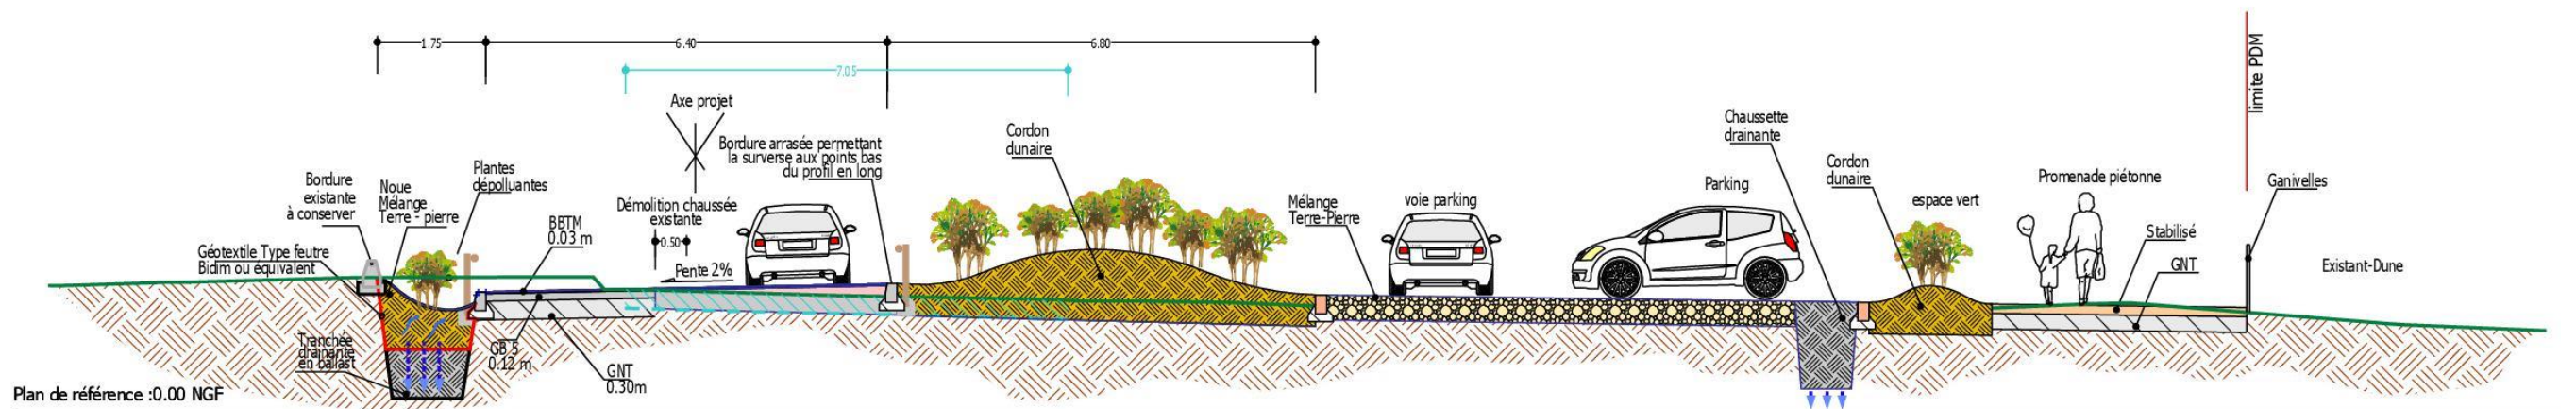 1.75
6.40
6.80
7.05
limite PDM
Axe projet
Bordure arrasée permettant
la surverse aux points bas
du profil en long
Cordon
dunaire
Chaussette
drainante
Cordon
dunaire
Bordure
existante
à conserver
Noue
Mélange
Terre - pierre
Plantes
dépolluantes
Démolition chaussée
existante
0.50
Pente 2%
BBTM
0.03 m
Géotextile Type feutre
Bidim ou équivalent
Mélange
Terre-Pierre
voie parking
Parking
espace vert
Promenade piétonne
Ganivelles
Stabilisé
GNT
Existant-Dune
Tranchée
drainante
en ballast
GB 5
0.12 m
GNT
0.30m
Plan de référence :0.00 NGF